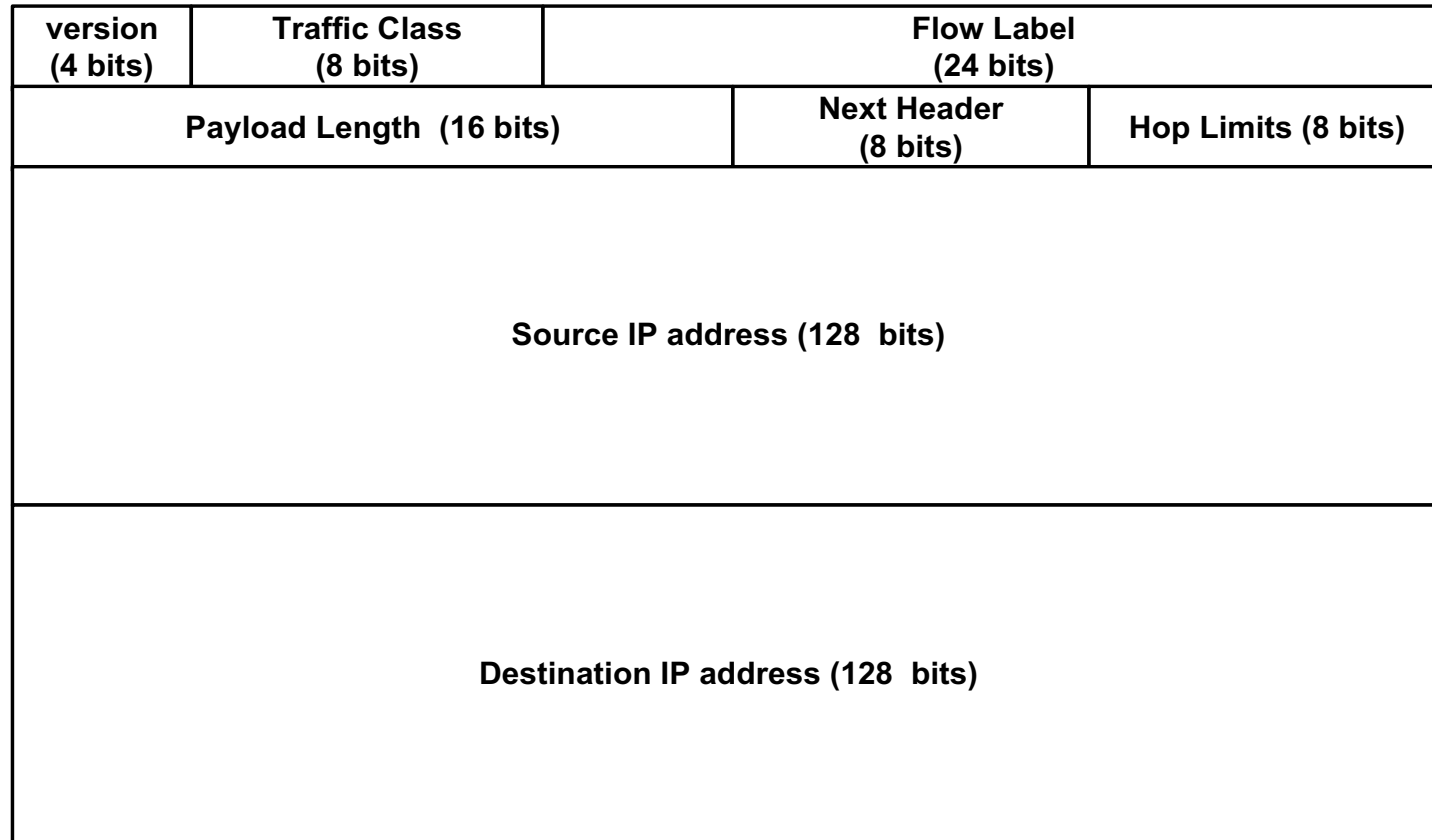 version
(4 bits)
Traffic Class
(8 bits)
Flow Label
(24 bits)
Payload Length  (16 bits)
Next Header
(8 bits)
Hop Limits (8 bits)
Source IP address (128  bits)
Destination IP address (128  bits)